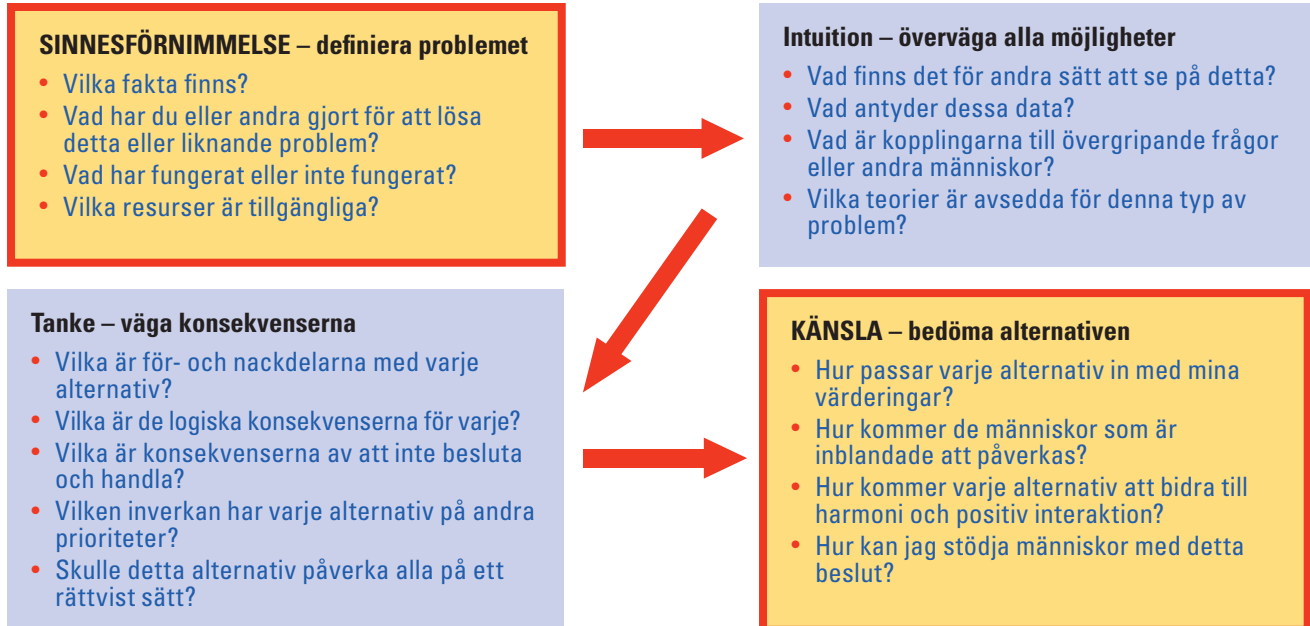 SINNESFÖRNIMMELSE – definiera problemet
• Vilka fakta finns?
• Vad har du eller andra gjort för att lösa
detta eller liknande problem?
• Vad har fungerat eller inte fungerat?
• Vilka resurser är tillgängliga?
Intuition – överväga alla möjligheter
• Vad finns det för andra sätt att se på detta?
• Vad antyder dessa data?
• Vad är kopplingarna till övergripande frågor
eller andra människor?
• Vilka teorier är avsedda för denna typ av
problem?
Tanke – väga konsekvenserna
• Vilka är för- och nackdelarna med varje
alternativ?
• Vilka är de logiska konsekvenserna för varje?
• Vilka är konsekvenserna av att inte besluta
och handla?
• Vilken inverkan har varje alternativ på andra
prioriteter?
• Skulle detta alternativ påverka alla på ett
rättvist sätt?
KÄNSLA – bedöma alternativen
• Hur passar varje alternativ in med mina
värderingar?
• Hur kommer de människor som är
inblandade att påverkas?
• Hur kommer varje alternativ att bidra till
harmoni och positiv interaktion?
• Hur kan jag stödja människor med detta
beslut?